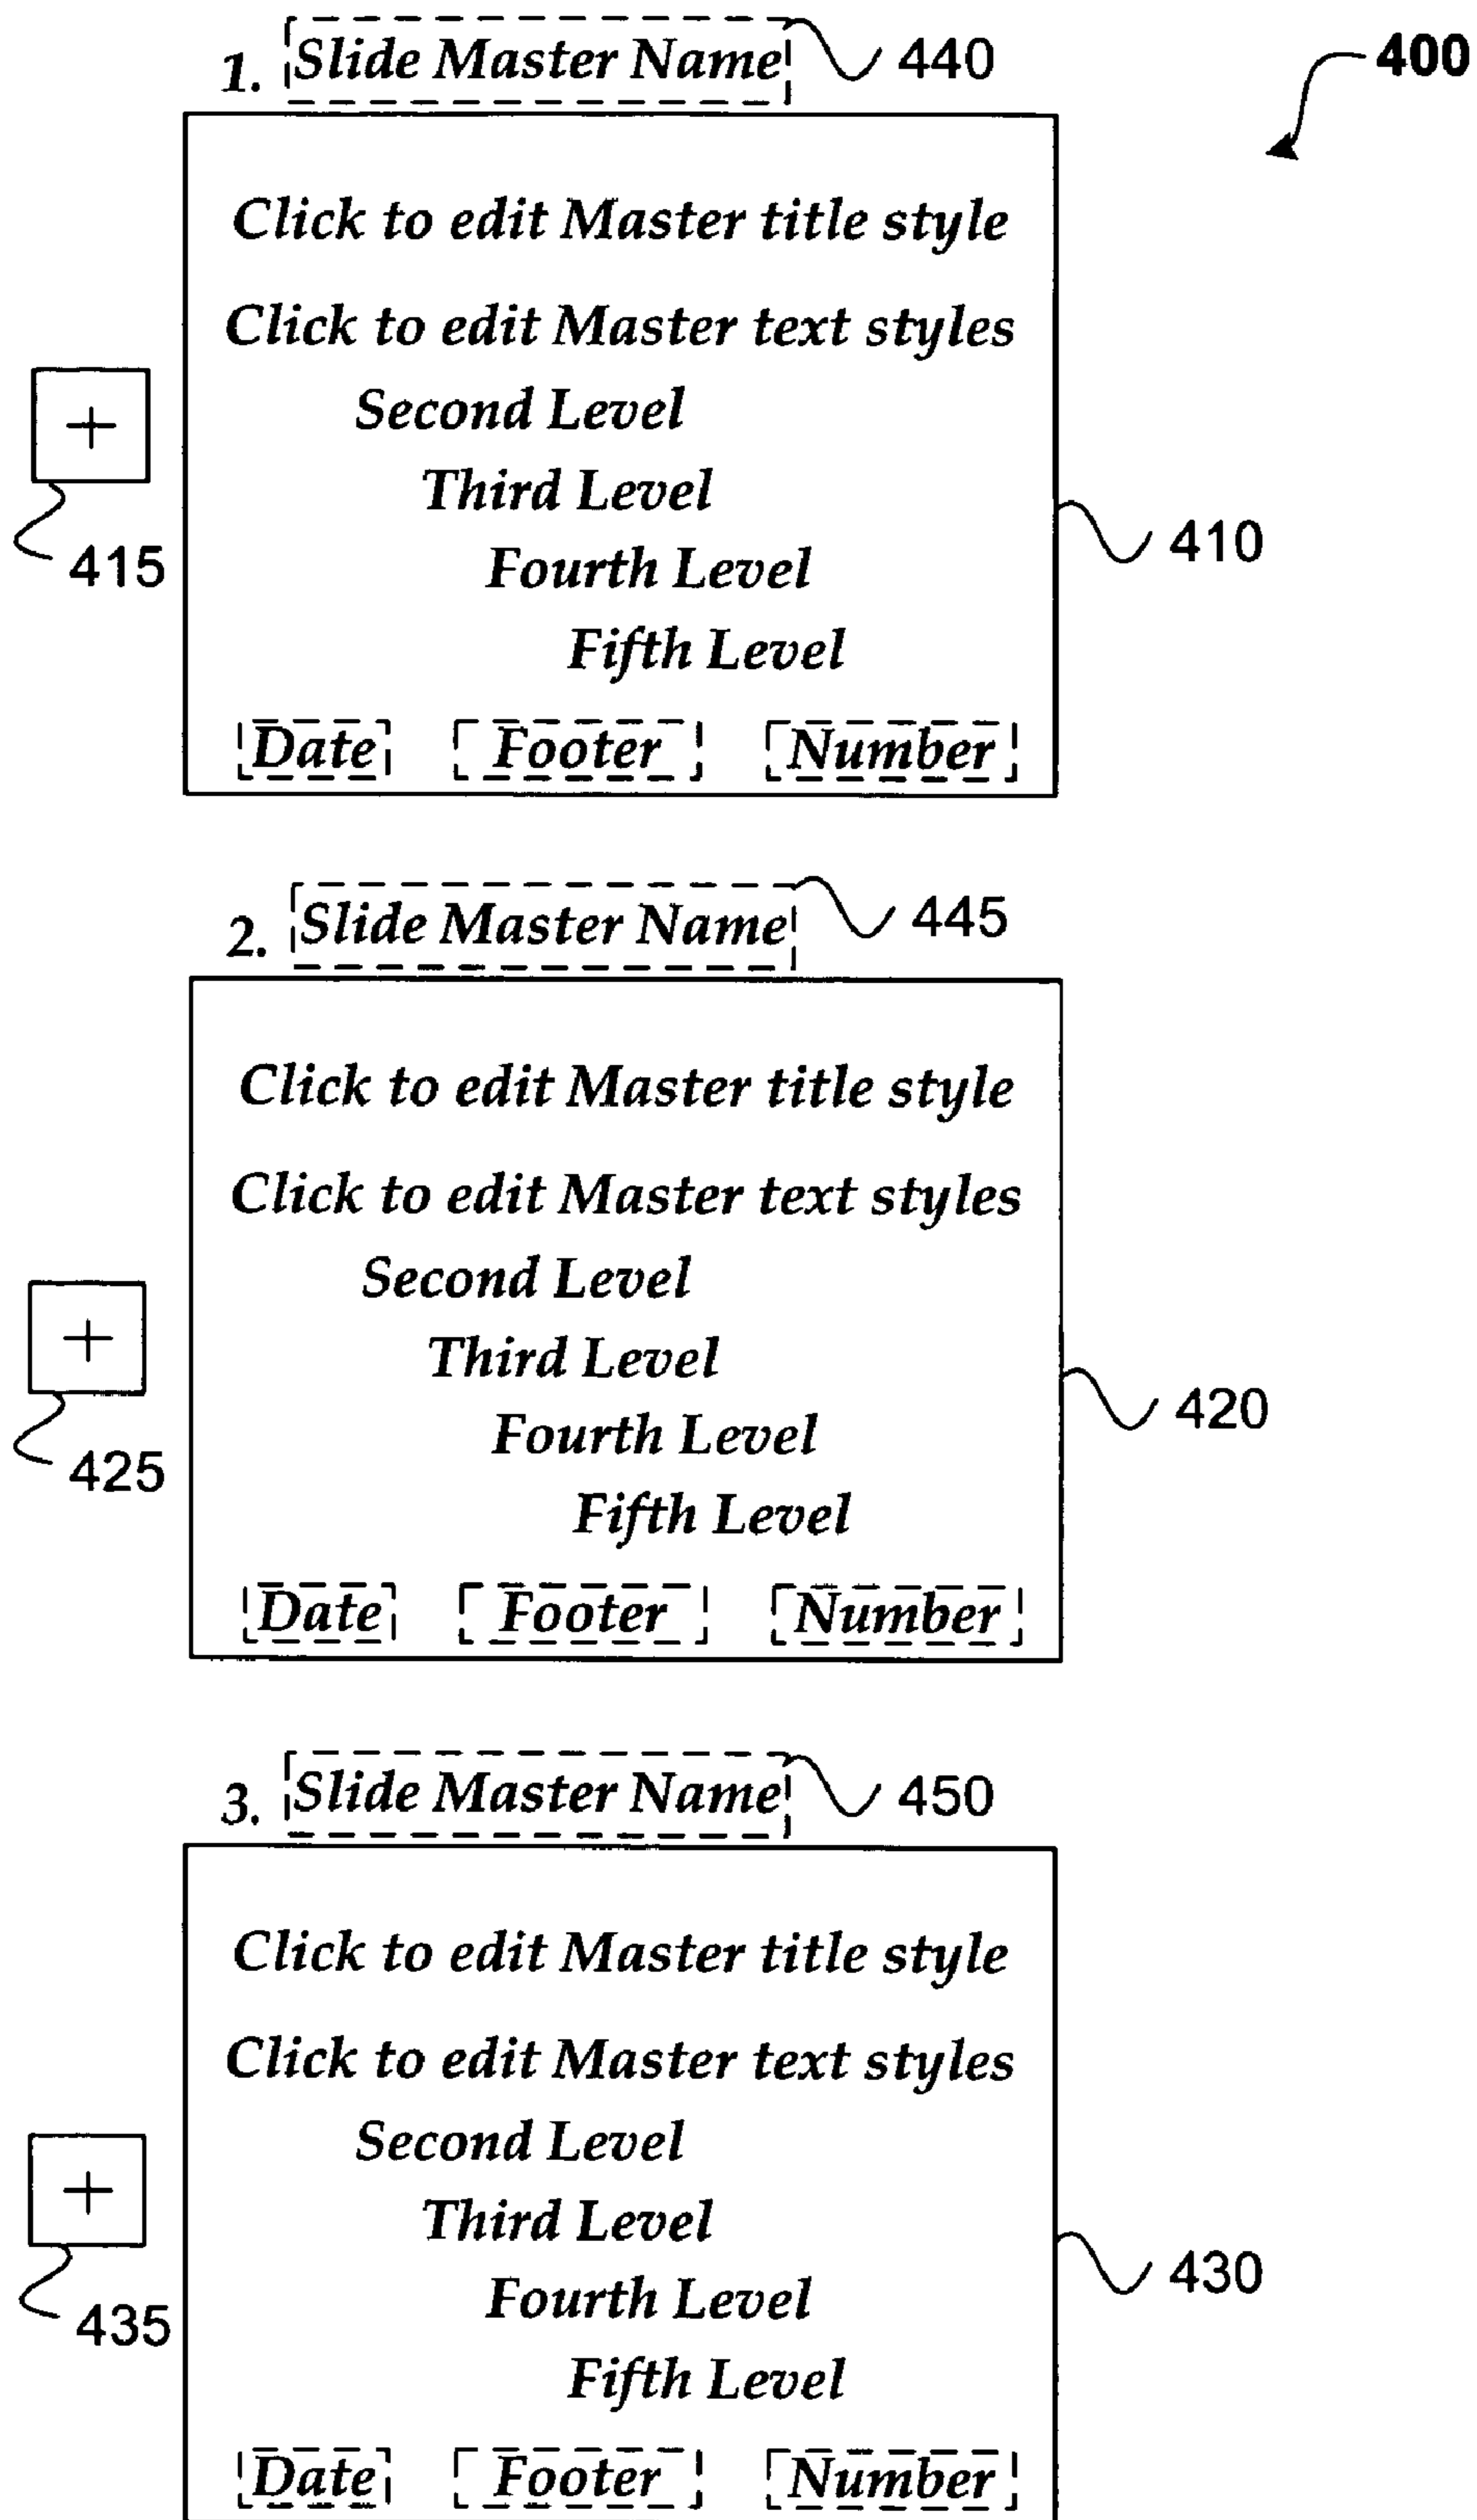 1. Slide Master Name 440
400
Click to edit Master title style
Click to edit Master text styles
Second Level
Third Level
Fourth Level
Fifth Level
Date Footer Number
415
410
2. Slide Master Name 445
Click to edit Master title style
Click to edit Master text styles
Second Level
Third Level
Fourth Level
Fifth Level
Date Footer Number
425
420
3. Slide Master Name 450
Click to edit Master title style
Click to edit Master text styles
Second Level
Third Level
Fourth Level
Fifth Level
Date Footer Number
435
430